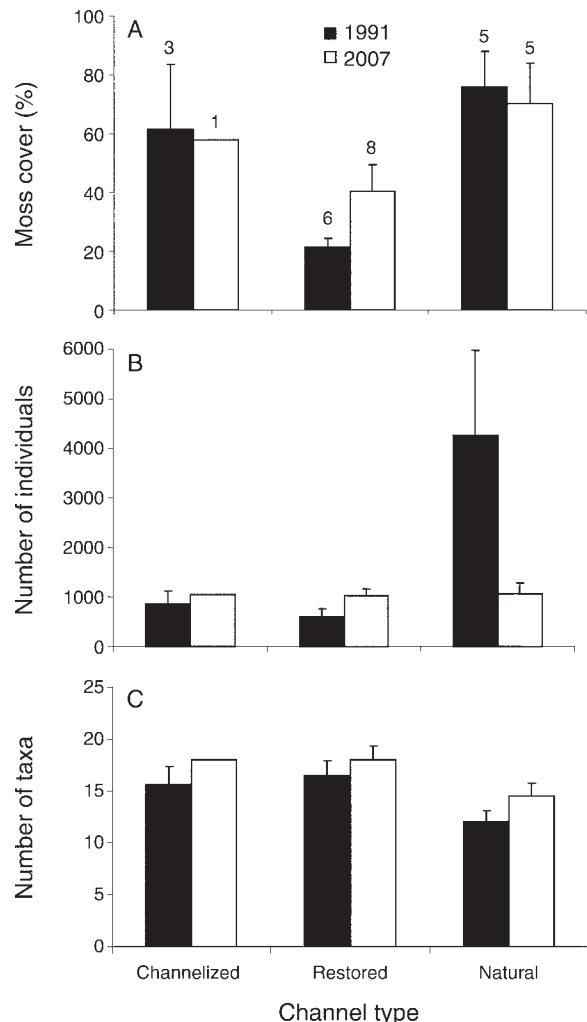 A
1991
2007
Moss cover (%)
100
80
60
40
20
0
3
1
6
8
5
5
B
Number of individuals
6000
5000
4000
3000
2000
1000
0
C
Number of taxa
25
20
15
10
5
0
Channelized
Restored
Natural
Channel type